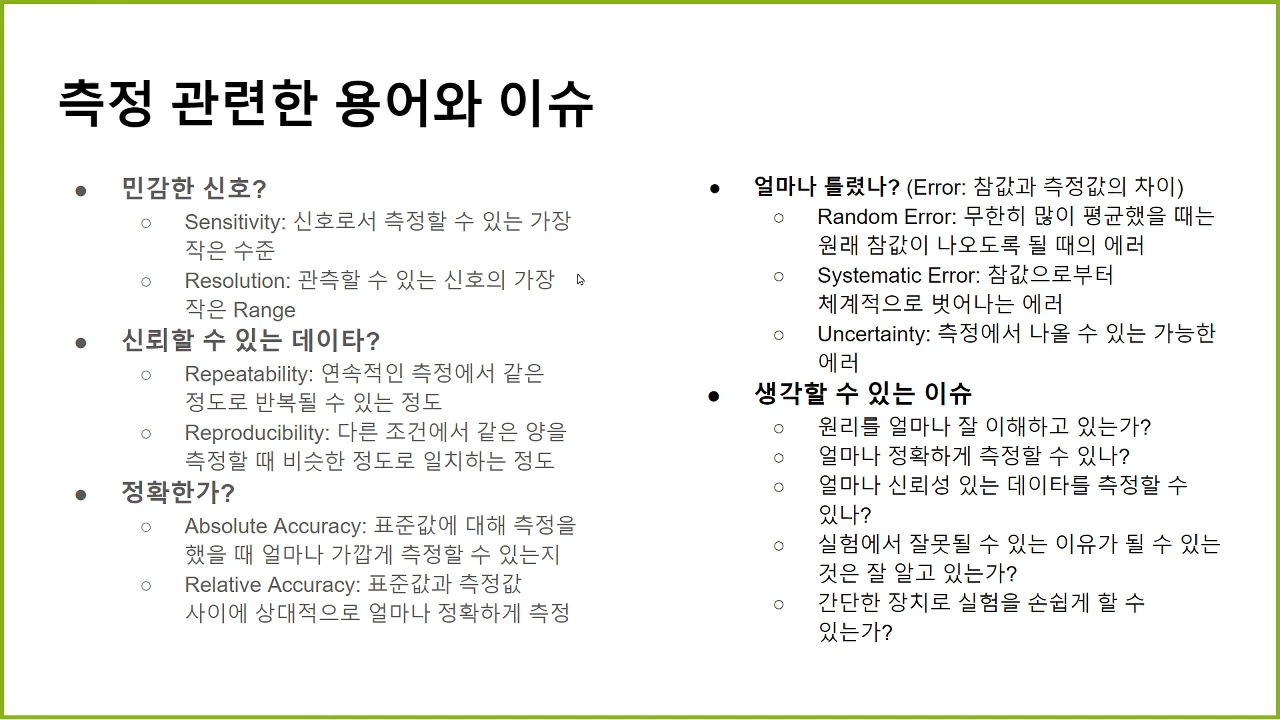 측정 관련한 용어와 이슈
● 민감한 신호?
○ Sensitivity: 신호로서 측정할 수 있는 가장
작은 수준
○ Resolution: 관측할 수 있는 신호의 가장
작은 Range
● 신뢰할 수 있는 데이타?
○ Repeatability: 연속적인 측정에서 같은
정도로 반복될 수 있는 정도
○ Reproducibility: 다른 조건에서 같은 양을
측정할 때 비슷한 정도로 일치하는 정도
● 정확한가?
○ Absolute Accuracy: 표준값에 대해 측정을
했을 때 얼마나 가깝게 측정할 수 있는지
○ Relative Accuracy: 표준값과 측정값
사이에 상대적으로 얼마나 정확하게 측정
● 얼마나 틀렸나? (Error: 참값과 측정값의 차이)
○ Random Error: 무한히 많이 평균했을 때는
원래 참값이 나오도록 될 때의 에러
○ Systematic Error: 참값으로부터
체계적으로 벗어나는 에러
○ Uncertainty: 측정에서 나올 수 있는 가능한
에러
● 생각할 수 있는 이슈
○ 원리를 얼마나 잘 이해하고 있는가?
○ 얼마나 정확하게 측정할 수 있나?
○ 얼마나 신뢰성 있는 데이타를 측정할 수
있나?
○ 실험에서 잘못될 수 있는 이유가 될 수 있는
것은 잘 알고 있는가?
○ 간단한 장치로 실험을 손쉽게 할 수
있는가?